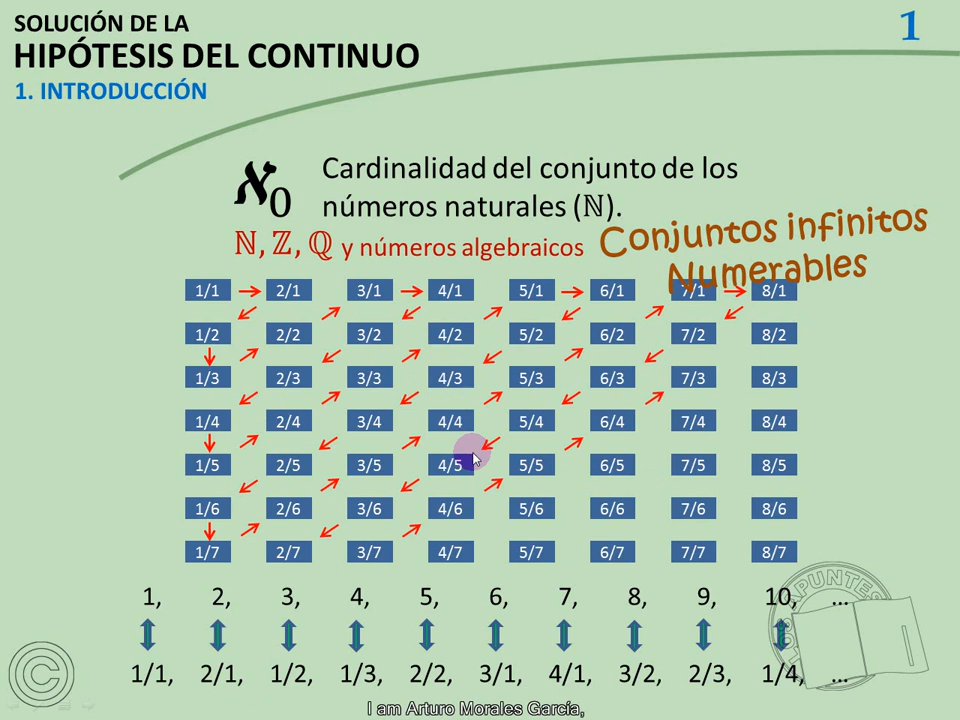 SOLUCIÓN DE LA
HIPÓTESIS DEL CONTINUO
1. INTRODUCCIÓN
1
ℵ0 Cardinalidad del conjunto de los
números naturales (ℕ).
ℕ, ℤ, ℚ y números algebraicos
Conjuntos infinitos
Numerables
1/1 2/1 3/1 4/1 5/1 6/1 7/1 8/1
1/2 2/2 3/2 4/2 5/2 6/2 7/2 8/2
1/3 2/3 3/3 4/3 5/3 6/3 7/3 8/3
1/4 2/4 3/4 4/4 5/4 6/4 7/4 8/4
1/5 2/5 3/5 4/5 5/5 6/5 7/5 8/5
1/6 2/6 3/6 4/6 5/6 6/6 7/6 8/6
1/7 2/7 3/7 4/7 5/7 6/7 7/7 8/7
1, 2, 3, 4, 5, 6, 7, 8, 9, 10, ...
1/1, 2/1, 1/2, 1/3, 2/2, 3/1, 4/1, 3/2, 2/3, 1/4, ...
©
APUNTES
I am Arturo Morales García,